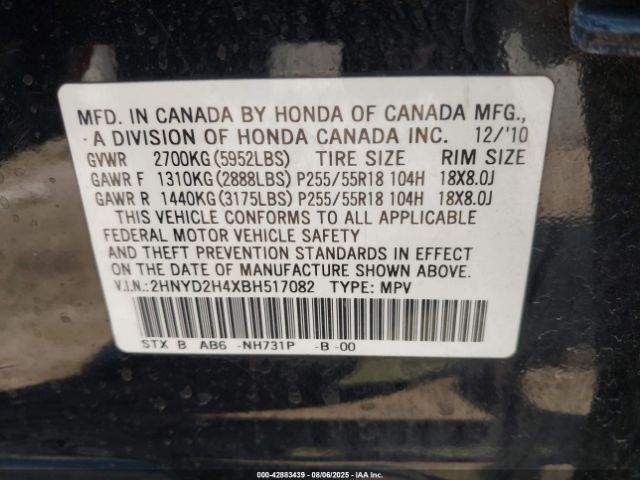 MFD. IN CANADA BY HONDA OF CANADA MFG.,
A DIVISION OF HONDA CANADA INC. 12/'10
GVWR 2700KG(5952LBS) TIRE SIZE RIM SIZE
GAWR F 1310KG(2888LBS) P255/55R18 104H 18X8.0J
GAWR R 1440KG(3175LBS) P255/55R18 104H 18X8.0J
THIS VEHICLE CONFORMS TO ALL APPLICABLE
FEDERAL MOTOR VEHICLE SAFETY
AND THEFT PREVENTION STANDARDS IN EFFECT
ON THE DATE OF MANUFACTURE SHOWN ABOVE.
V.I.N.:2HNYD2H4XBH517082 TYPE: MPV
STX B AB6 -NH731P -B -00
000-42883439 - 08/06/2025 - IAA Inc.